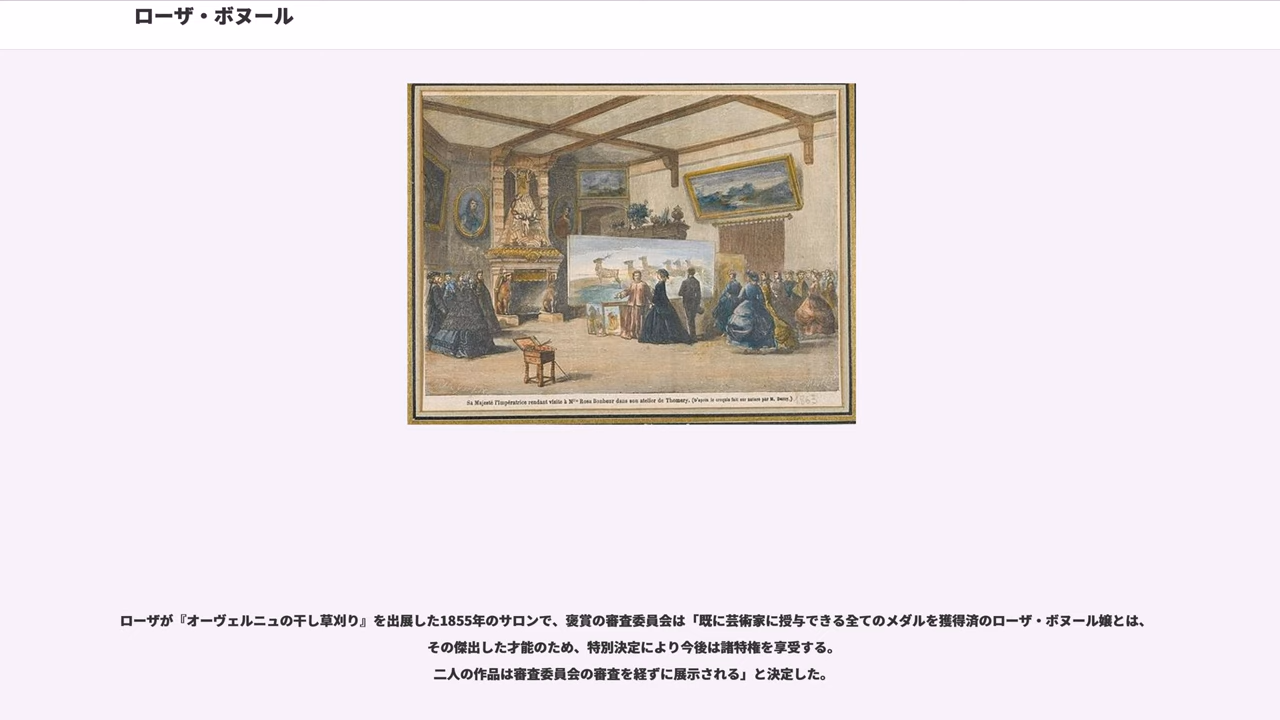 ローザ・ボヌール
Sa Majesté l'Impératrice rendant visite à Mlle Rosa Bonheur dans son atelier de Thomery. (D'après le croquis fait sur nature par M.
ローザが『オーヴェルニュの干し草刈り』を出展した1855年のサロンで、褒賞の審査委員会は「既に芸術家に授与できる全てのメダルを獲得済のローザ・ボヌール嬢とは、
その傑出した才能のため、特別決定により今後は諸特権を享受する。
二人の作品は審査委員会の審査を経ずに展示される」と決定した。